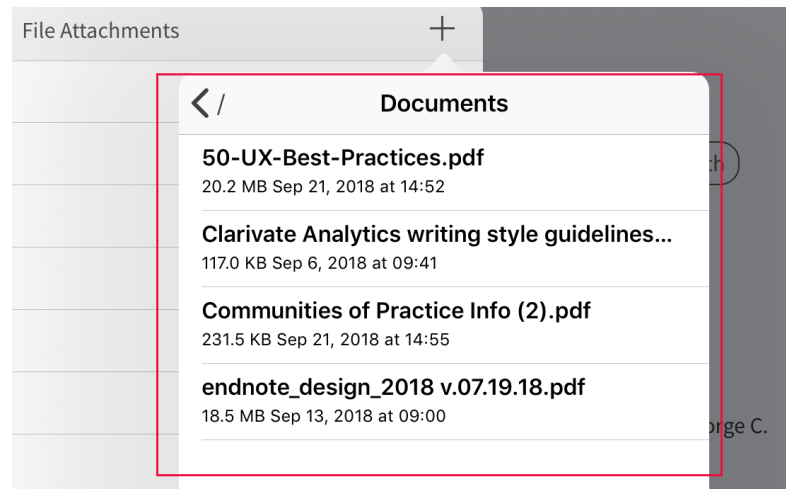 File Attachments
/ Documents
50-UX-Best-Practices.pdf
20.2 MB Sep 21, 2018 at 14:52
Clarivate Analytics writing style guidelines...
117.0 KB Sep 6, 2018 at 09:41
Communities of Practice Info (2).pdf
231.5 KB Sep 21, 2018 at 14:55
endnote_design_2018 v.07.19.18.pdf
18.5 MB Sep 13, 2018 at 09:00
C.